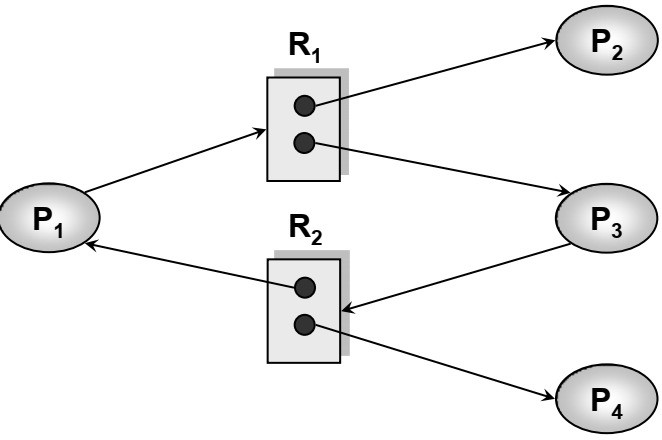 R₁
P₂
P₁
P₃
R₂
P₄